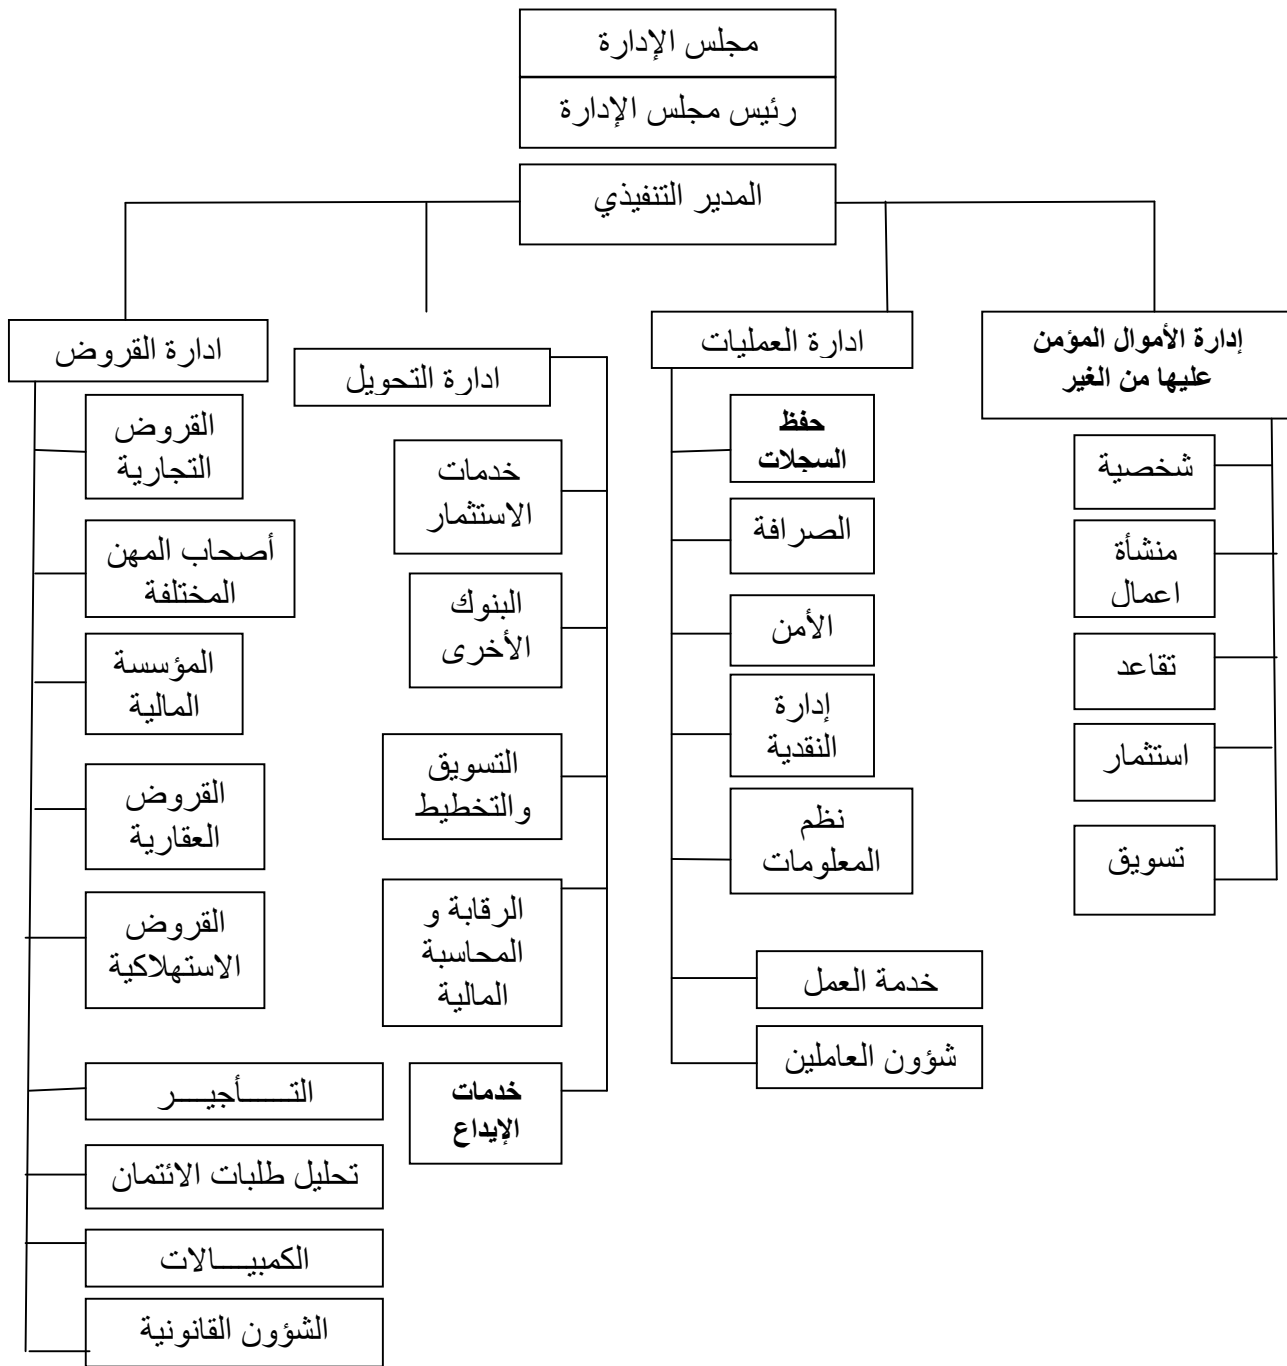 مجلس الإدارة
رئيس مجلس الإدارة
المدير التنفيذي
إدارة الأموال المؤمن
عليها من الغير
شخصية
منشأة
اعمال
تقاعد
استثمار
تسويق
ادارة العمليات
حفظ
السجلات
الصرافة
الأمن
إدارة
النقدية
نظم
المعلومات
خدمة العمل
شؤون العاملين
ادارة التحويل
خدمات
الاستثمار
البنوك
الأخرى
التسويق
والتخطيط
الرقابة و
المحاسبة
المالية
خدمات
الإيداع
ادارة القروض
القروض
التجارية
أصحاب المهن
المختلفة
المؤسسة
المالية
القروض
العقارية
القروض
الاستهلاكية
التـــــأجيـــــر
تحليل طلبات الائتمان
الكمبيـــــالات
الشؤون القانونية